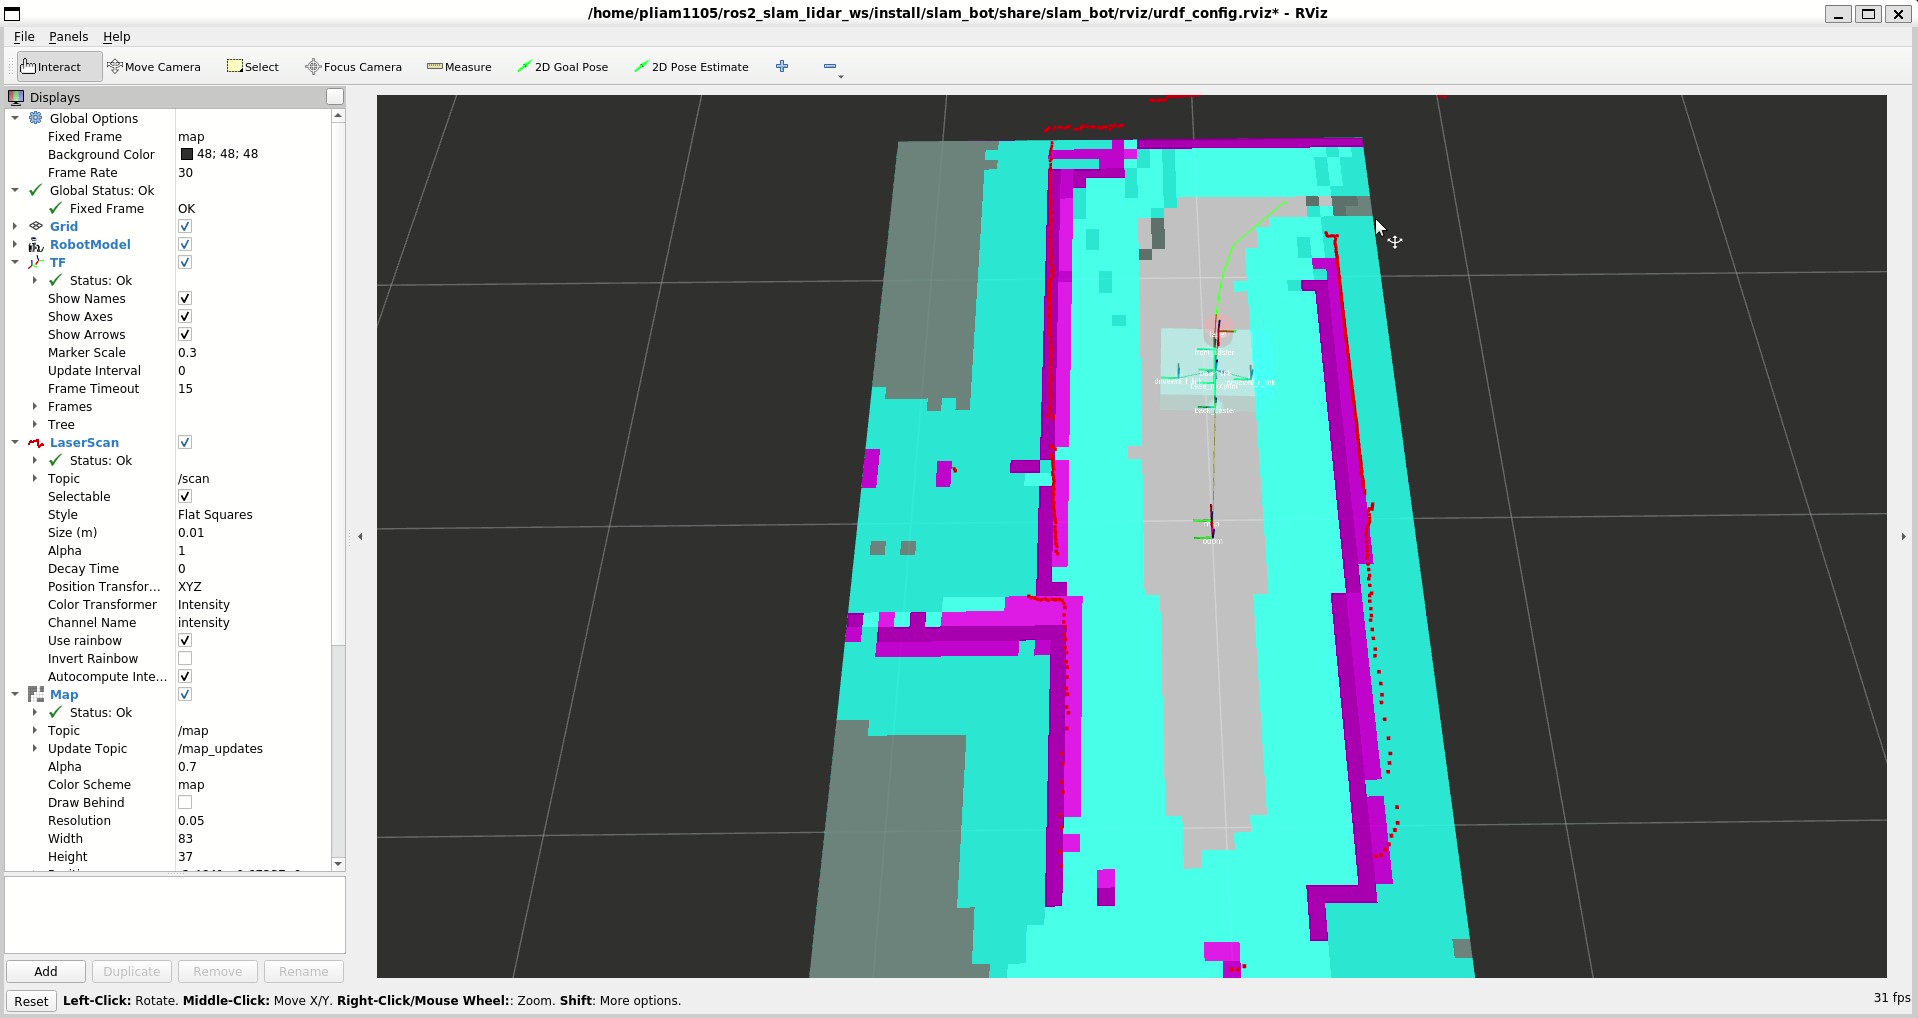 /home/pliam1105/ros2_slam_lidar_ws/install/slam_bot/share/slam_bot/rviz/urdf_config.rviz* - RViz
File Panels Help
Interact Move Camera Select Focus Camera Measure 2D Goal Pose 2D Pose Estimate
Displays
Global Options
Fixed Frame map
Background Color 48; 48; 48
Frame Rate 30
Global Status: Ok
Fixed Frame OK
Grid
RobotModel
TF
Status: Ok
Show Names
Show Axes
Show Arrows
Marker Scale 0.3
Update Interval 0
Frame Timeout 15
Frames
Tree
LaserScan
Status: Ok
Topic /scan
Selectable
Style Flat Squares
Size (m) 0.01
Alpha 1
Decay Time 0
Position Transfor... XYZ
Color Transformer Intensity
Channel Name intensity
Use rainbow
Invert Rainbow
Autocompute Inte...
Map
Status: Ok
Topic /map
Update Topic /map_updates
Alpha 0.7
Color Scheme map
Draw Behind
Resolution 0.05
Width 83
Height 37
odom
Add Duplicate Remove Rename
Reset Left-Click: Rotate. Middle-Click: Move X/Y. Right-Click/Mouse Wheel:: Zoom. Shift: More options. 31 fps